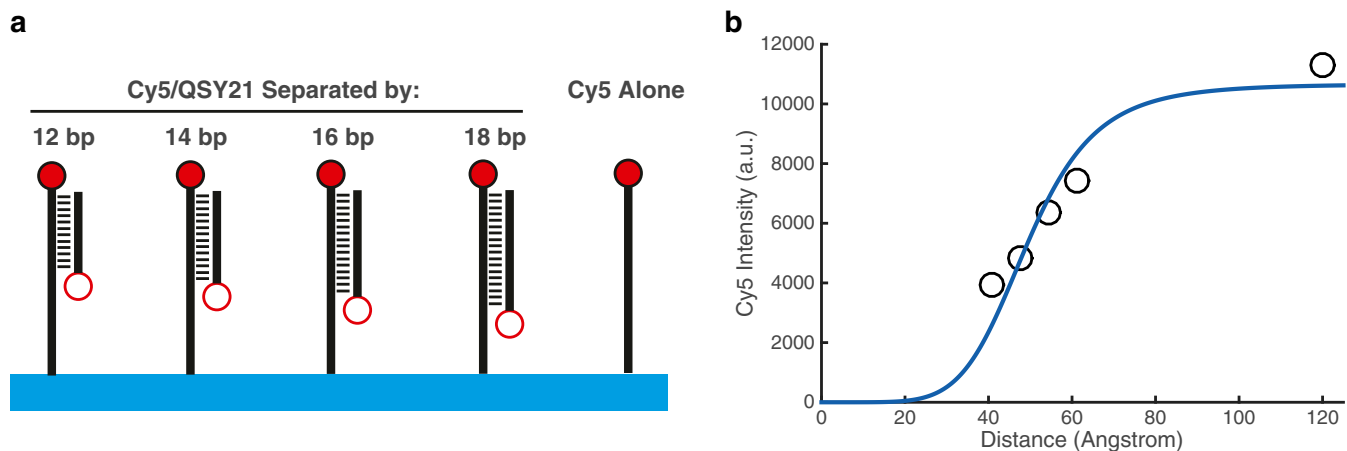 a
Cy5/QSY21 Separated by:
Cy5 Alone
12 bp
14 bp
16 bp
18 bp
b
12000
10000
8000
6000
4000
2000
0
Cy5 Intensity (a.u.)
0
20
40
60
80
100
120
Distance (Angstrom)